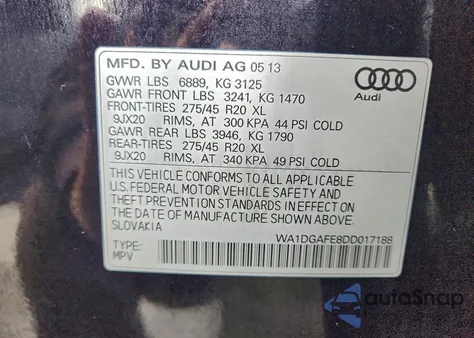 MFD. BY AUDI AG 05 13
GVWR LBS 6889, KG 3125
GAWR FRONT LBS 3241, KG 1470
FRONT-TIRES 275/45 R20 XL
9JX20 RIMS, AT 300 KPA 44 PSI COLD
GAWR REAR LBS 3946, KG 1790
REAR-TIRES 275/45 R20 XL
9JX20 RIMS, AT 340 KPA 49 PSI COLD
THIS VEHICLE CONFORMS TO ALL APPLICABLE
U.S. FEDERAL MOTOR VEHICLE SAFETY AND
THEFT PREVENTION STANDARDS IN EFFECT ON
THE DATE OF MANUFACTURE SHOWN ABOVE.
SLOVAKIA
WA1DGAFE8DD017188
TYPE:
MPV
Audi
autoSnap